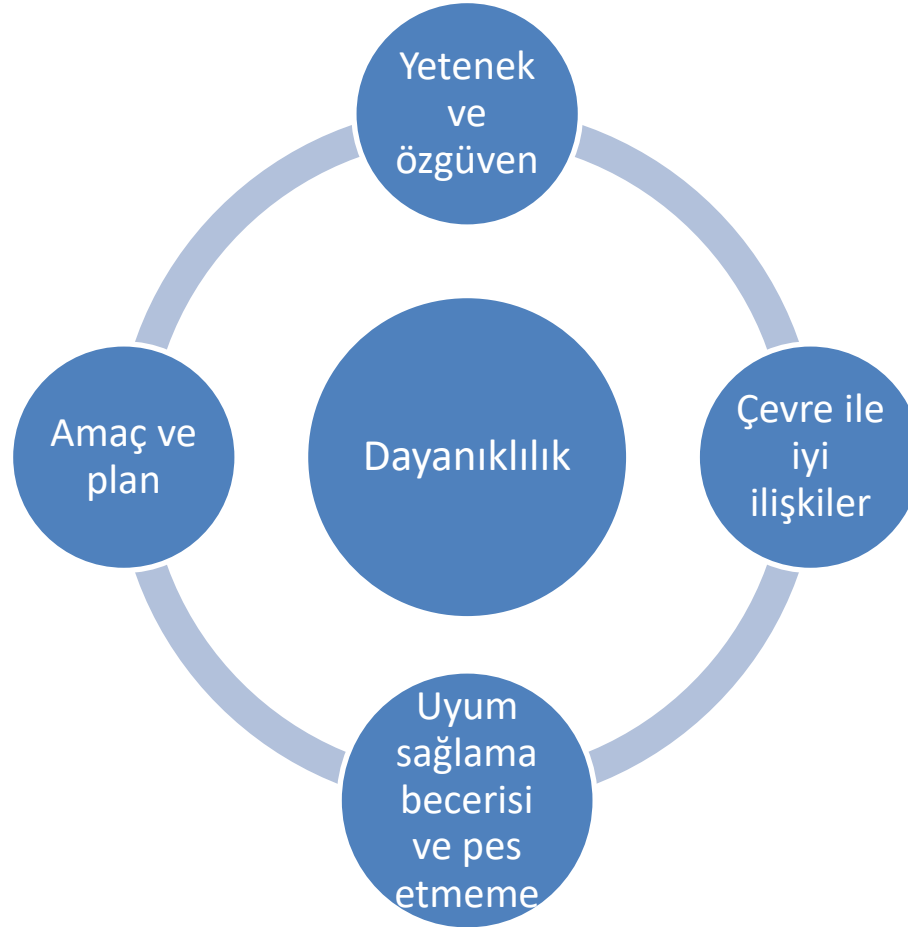 Yetenek
ve
özgüven
Amaç ve
plan
Dayanıklılık
Çevre ile
iyi
ilişkiler
Uyum
sağlama
becerisi
ve pes
etmeme